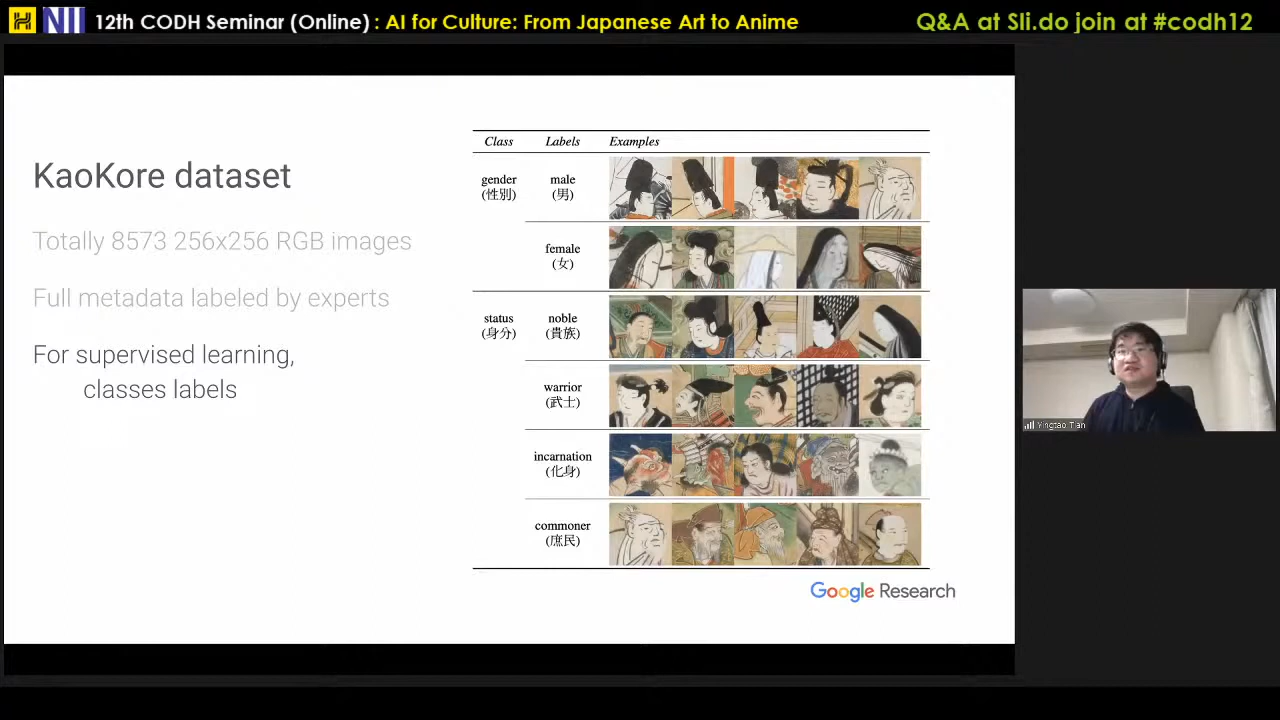 NII 12th CODH Seminar (Online) : AI for Culture: From Japanese Art to Anime
Q&A at Sli.do join at #codh12
KaoKore dataset
Totally 8573 256x256 RGB images
Full metadata labeled by experts
For supervised learning,
classes labels
Class Labels Examples
gender
(性別)
male
(男)
female
(女)
status
(身分)
noble
(貴族)
warrior
(武士)
incarnation
(化身)
commoner
(庶民)
Google Research
Yingtao Tian